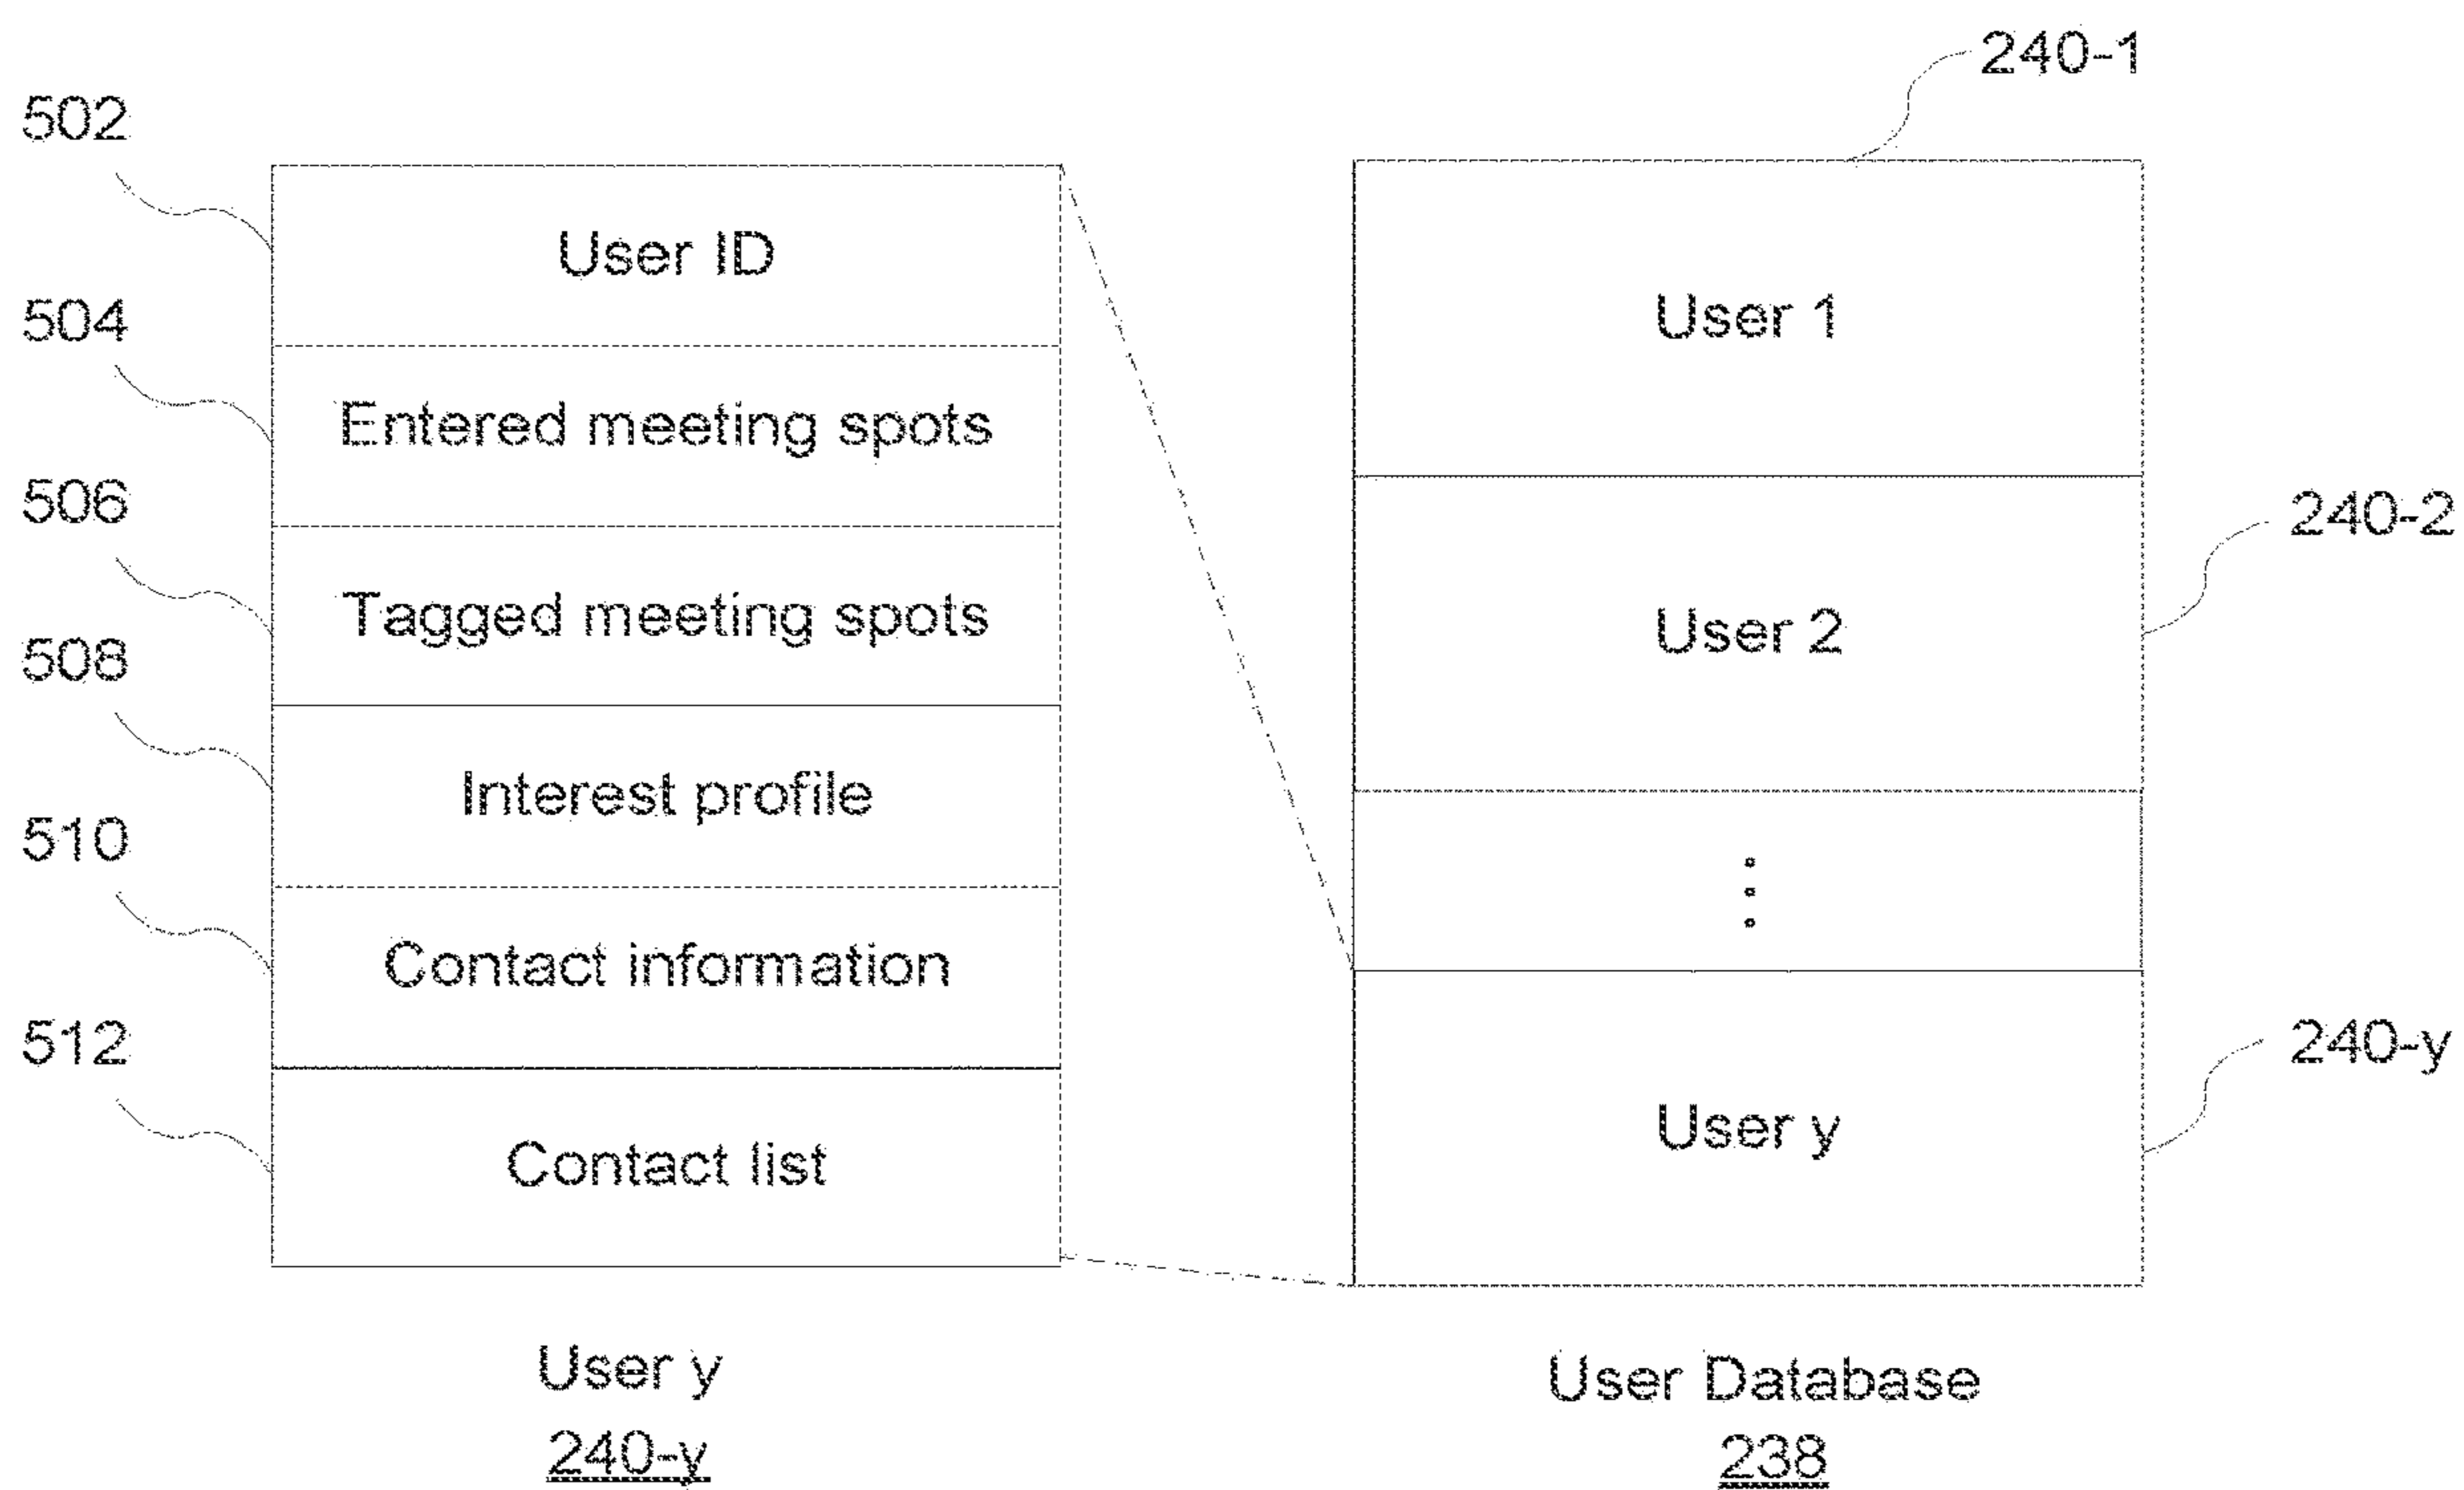 240-1
502
User ID
User 1
504
Entered meeting spots
506
240-2
Tagged meeting spots
User 2
508
Interest profile
510
Contact information
512
240-y
Contact list
User y
User y
240-y
User Database
238